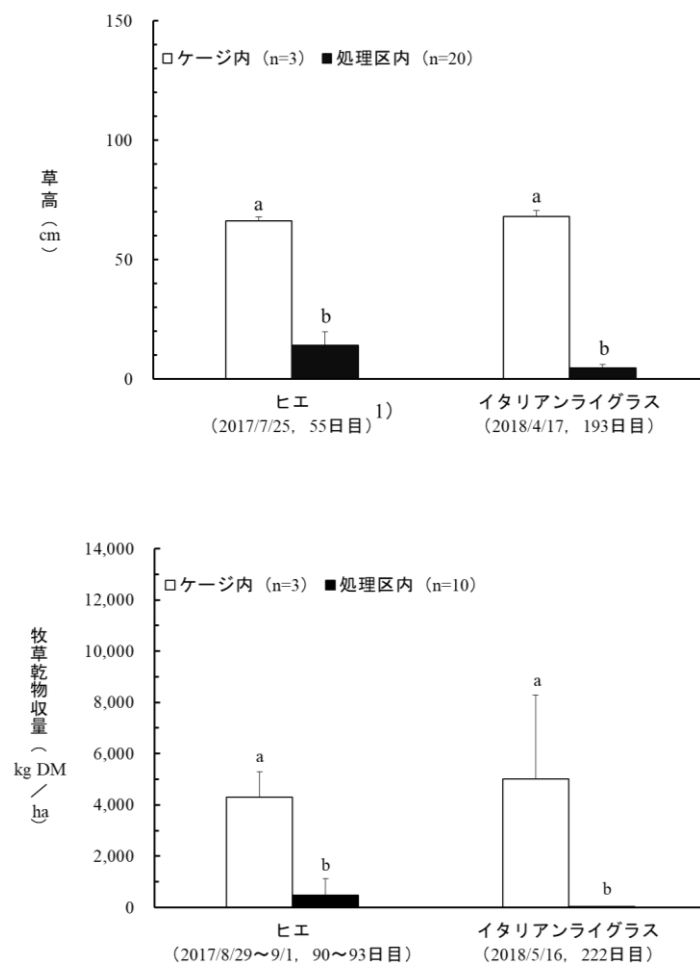 150
□ケージ内（n=3）■処理区内（n=20）
100
草高（cm）
a
a
50
b
b
0
ヒエ
イタリアンライグラス
（2017/7/25， 55日目）1）
（2018/4/17， 193日目）
14,000
□ケージ内（n=3）■処理区内（n=10）
12,000
10,000
牧草乾物収量（kg DM／ha）
8,000
a
6,000
a
4,000
2,000
b
b
0
ヒエ
イタリアンライグラス
（2017/8/29～9/1， 90～93日目）
（2018/5/16， 222日目）